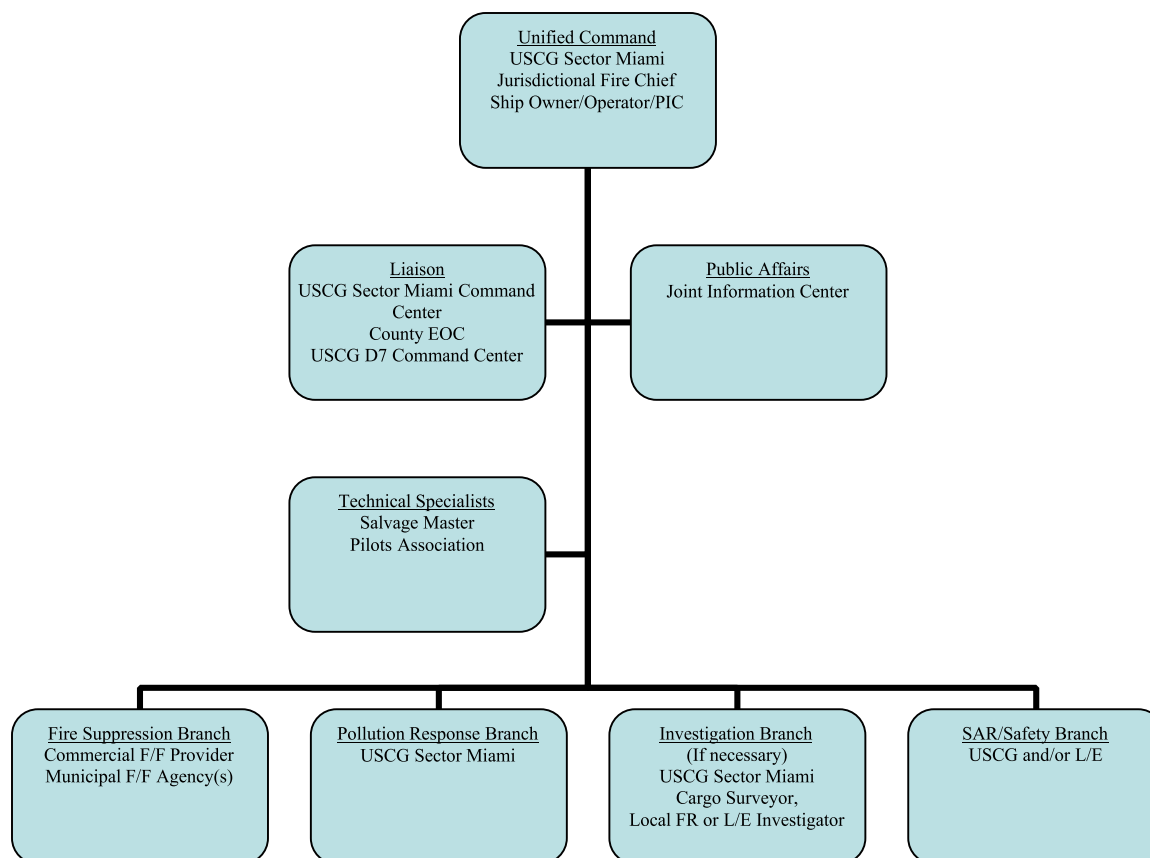 Unified Command
USCG Sector Miami
Jurisdictional Fire Chief
Ship Owner/Operator/PIC
Liaison
USCG Sector Miami Command
Center
County EOC
USCG D7 Command Center
Public Affairs
Joint Information Center
Technical Specialists
Salvage Master
Pilots Association
Fire Suppression Branch
Commercial F/F Provider
Municipal F/F Agency(s)
Pollution Response Branch
USCG Sector Miami
Investigation Branch
(If necessary)
USCG Sector Miami
Cargo Surveyor,
Local FR or L/E Investigator
SAR/Safety Branch
USCG and/or L/E